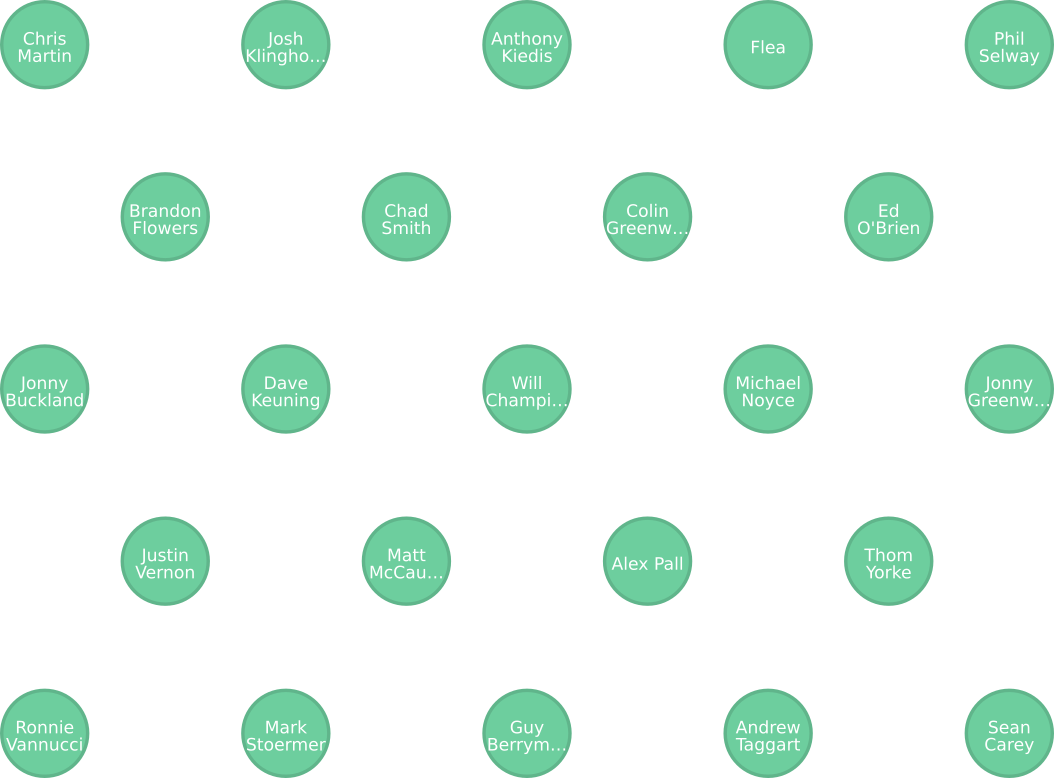 Chris
Martin
Josh
Klingho…
Anthony
Kiedis
Flea
Phil
Selway
Brandon
Flowers
Chad
Smith
Colin
Greenw…
Ed
O'Brien
Jonny
Buckland
Dave
Keuning
Will
Champi…
Michael
Noyce
Jonny
Greenw…
Justin
Vernon
Matt
McCau…
Alex Pall
Thom
Yorke
Ronnie
Vannucci
Mark
Stoermer
Guy
Berrym…
Andrew
Taggart
Sean
Carey